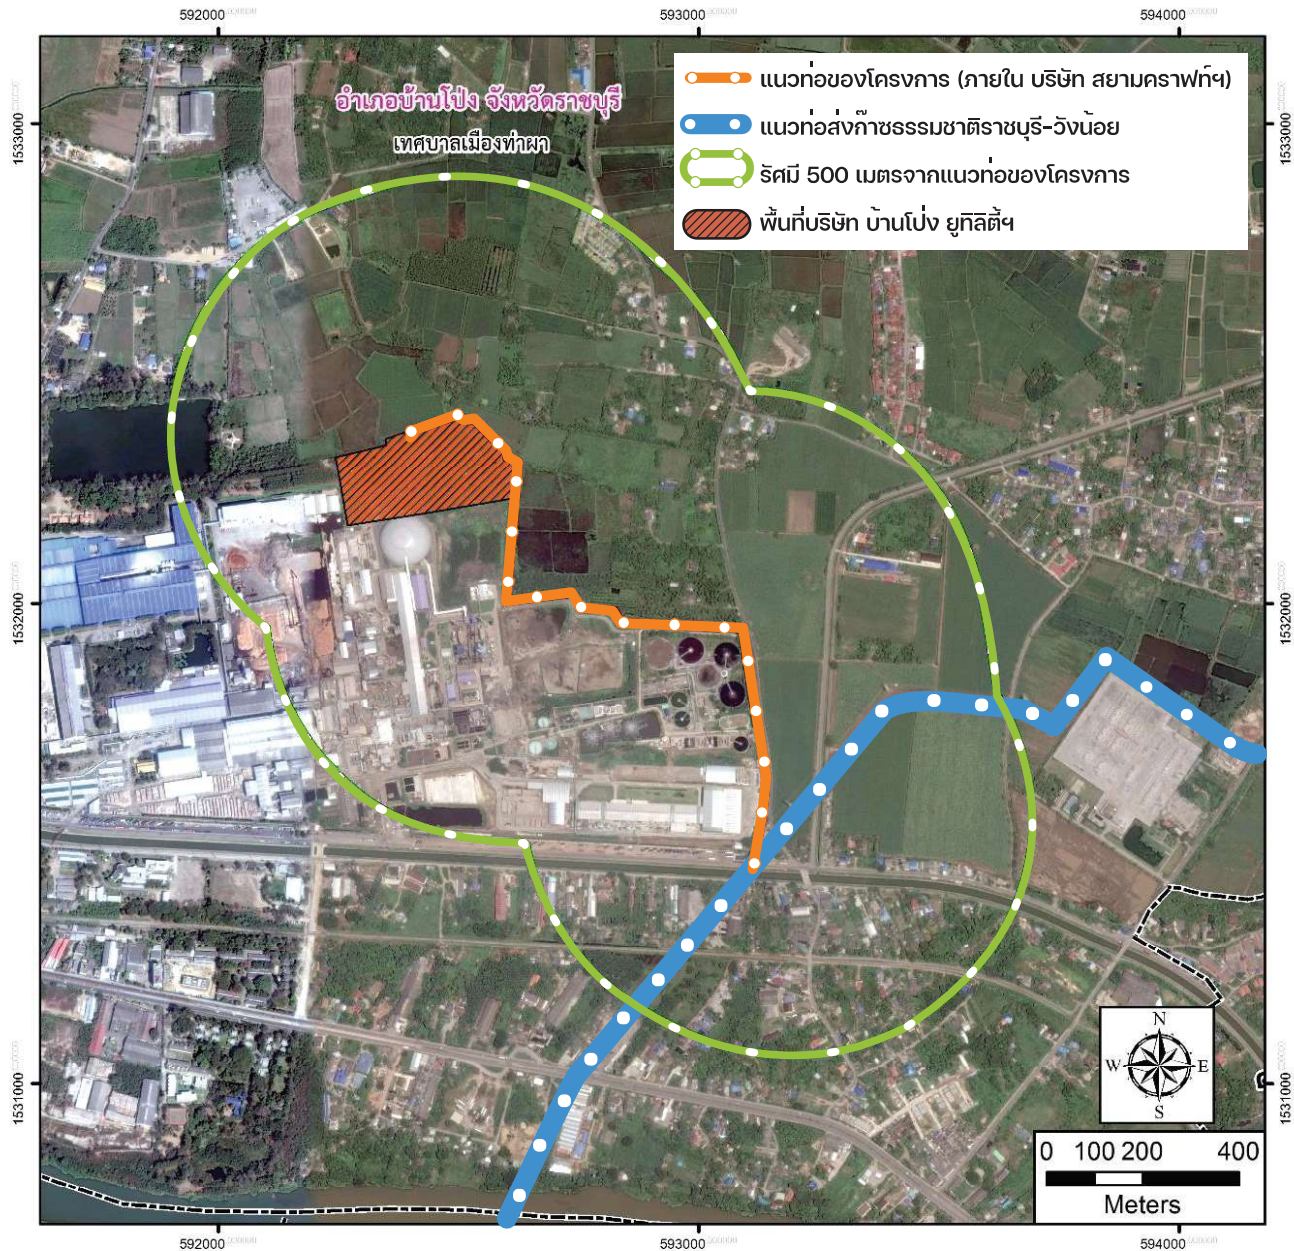 592000
593000
594000
1533000
1533000
อำเภอบ้านโป่ง จังหวัดราชบุรี
เทศบาลเมืองท่าผา
แนวท่อของโครงการ (ภายใน บริษัท สยามคราฟท์ฯ)
แนวท่อส่งก๊าซธรรมชาติราชบุรี-วังน้อย
รัศมี 500 เมตรจากแนวท่อของโครงการ
พื้นที่บริษัท บ้านโป่ง ยูทิลิตี้ฯ
1532000
1532000
1531000
1531000
N
W E
S
0 100 200 400
Meters
592000
593000
594000